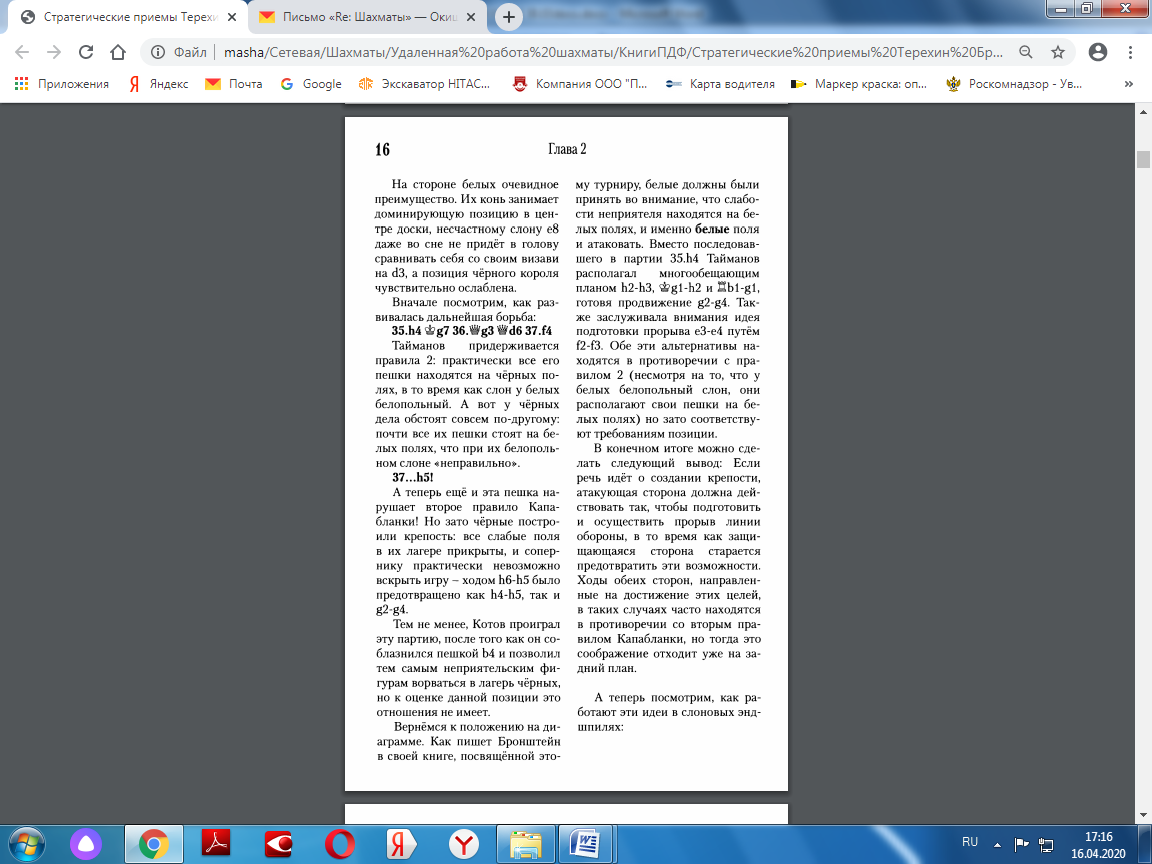 Стратегические приемы Терехи
Письмо «Re: Шахматы» — Окиш
Файл
masha/Сетевая/Шахматы/Удаленная%20работа%20шахматы/КнигиПДФ/Стратегические%20приемы%20Терехин%20Бр...
Приложения
Яндекс
Почта
Google
Экскаватор HITAC...
Компания ООО "П...
Карта водителя
Маркер краска: оп...
Роскомнадзор - Ув...
»
16
Глава 2
На стороне белых очевидное
преимущество. Их конь занимает
доминирующую позицию в цен-
тре доски, несчастному слону e8
даже во сне не придёт в голову
сравнивать себя со своим визави
на d3, а позиция чёрного короля
чувствительно ослаблена.
Вначале посмотрим, как раз-
вивалась дальнейшая борьба:
35.h4 ♔g7 36.♕g3 ♕d6 37.f4
Тайманов придерживается
правила 2: практически все его
пешки находятся на чёрных по-
лях, в то время как слон у белых
белопольный. А вот у чёрных
дела обстоят совсем по-другому:
почти все их пешки стоят на бе-
лых полях, что при их белополь-
ном слоне «неправильно».
37...h5!
А теперь ещё и эта пешка на-
рушает второе правило Капа-
бланки! Но зато чёрные постро-
или крепость: все слабые поля
в их лагере прикрыты, и сопер-
нику практически невозможно
вскрыть игру – ходом h6-h5 было
предотвращено как h4-h5, так и
g2-g4.
Тем не менее, Котов проиграл
эту партию, после того как он со-
блазнился пешкой b4 и позволил
тем самым неприятельским фи-
гурам ворваться в лагерь чёрных,
но к оценке данной позиции это
отношения не имеет.
Вернёмся к положению на ди-
аграмме. Как пишет Бронштейн
в своей книге, посвящённой это-
му турниру, белые должны были
принять во внимание, что слабо-
сти неприятеля находятся на бе-
лых полях, и именно белые поля
и атаковать. Вместо последовав-
шего в партии 35.h4 Тайманов
располагал многообещающим
планом h2-h3, ♔g1-h2 и ♖b1-g1,
готовя продвижение g2-g4. Так-
же заслуживала внимания идея
подготовки прорыва e3-e4 путём
f2-f3. Обе эти альтернативы на-
ходятся в противоречии с пра-
вилом 2 (несмотря на то, что у
белых белопольный слон, они
располагают свои пешки на бе-
лых полях) но зато соответству-
ют требованиям позиции.
В конечном итоге можно сде-
лать следующий вывод: Если
речь идёт о создании крепости,
атакующая сторона должна дей-
ствовать так, чтобы подготовить
и осуществить прорыв линии
обороны, в то время как защи-
щающаяся сторона старается
предотвратить эти возможности.
Ходы обеих сторон, направлен-
ные на достижение этих целей,
в таких случаях часто находятся
в противоречии со вторым пра-
вилом Капабланки, но тогда это
соображение отходит уже на за-
дний план.
А теперь посмотрим, как ра-
ботают эти идеи в слоновых энд-
шпилях:
RU
17:16
16.04.2020